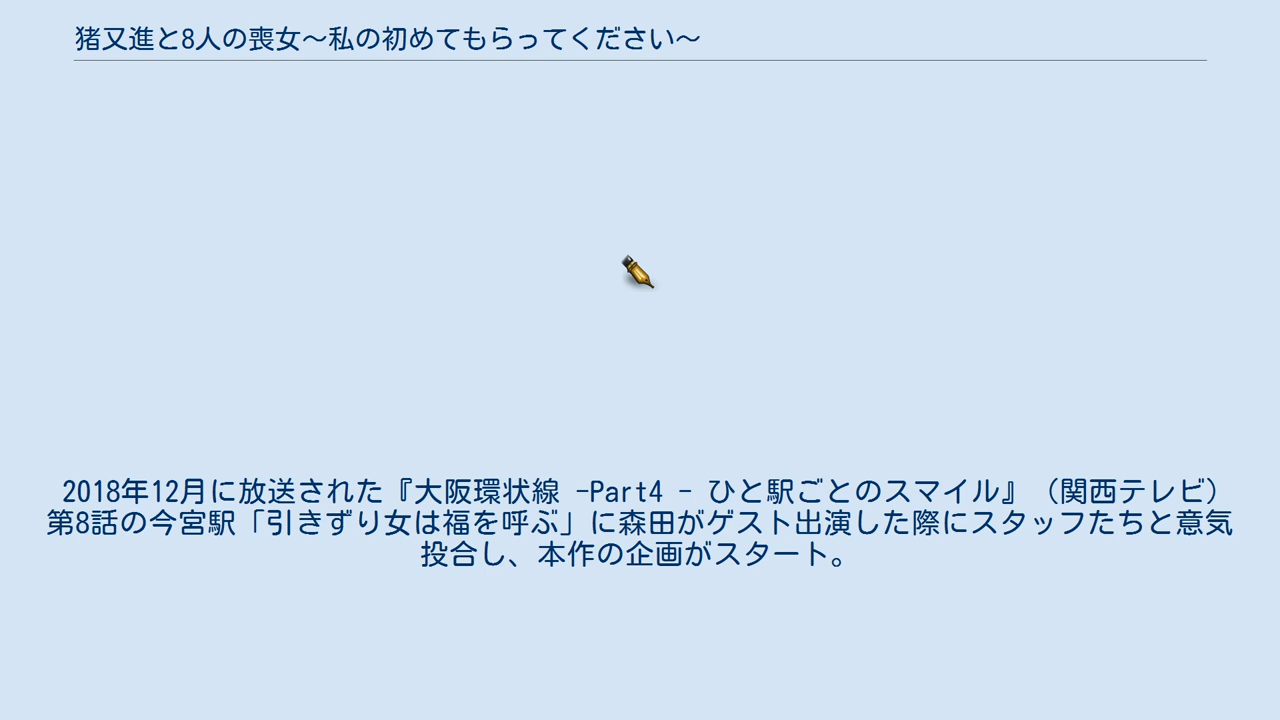 猪又進と8人の喪女～私の初めてもらってください～
2018年12月に放送された『大阪環状線 -Part4 - ひと駅ごとのスマイル』（関西テレビ）
第8話の今宮駅「引きずり女は福を呼ぶ」に森田がゲスト出演した際にスタッフたちと意気
投合し、本作の企画がスタート。